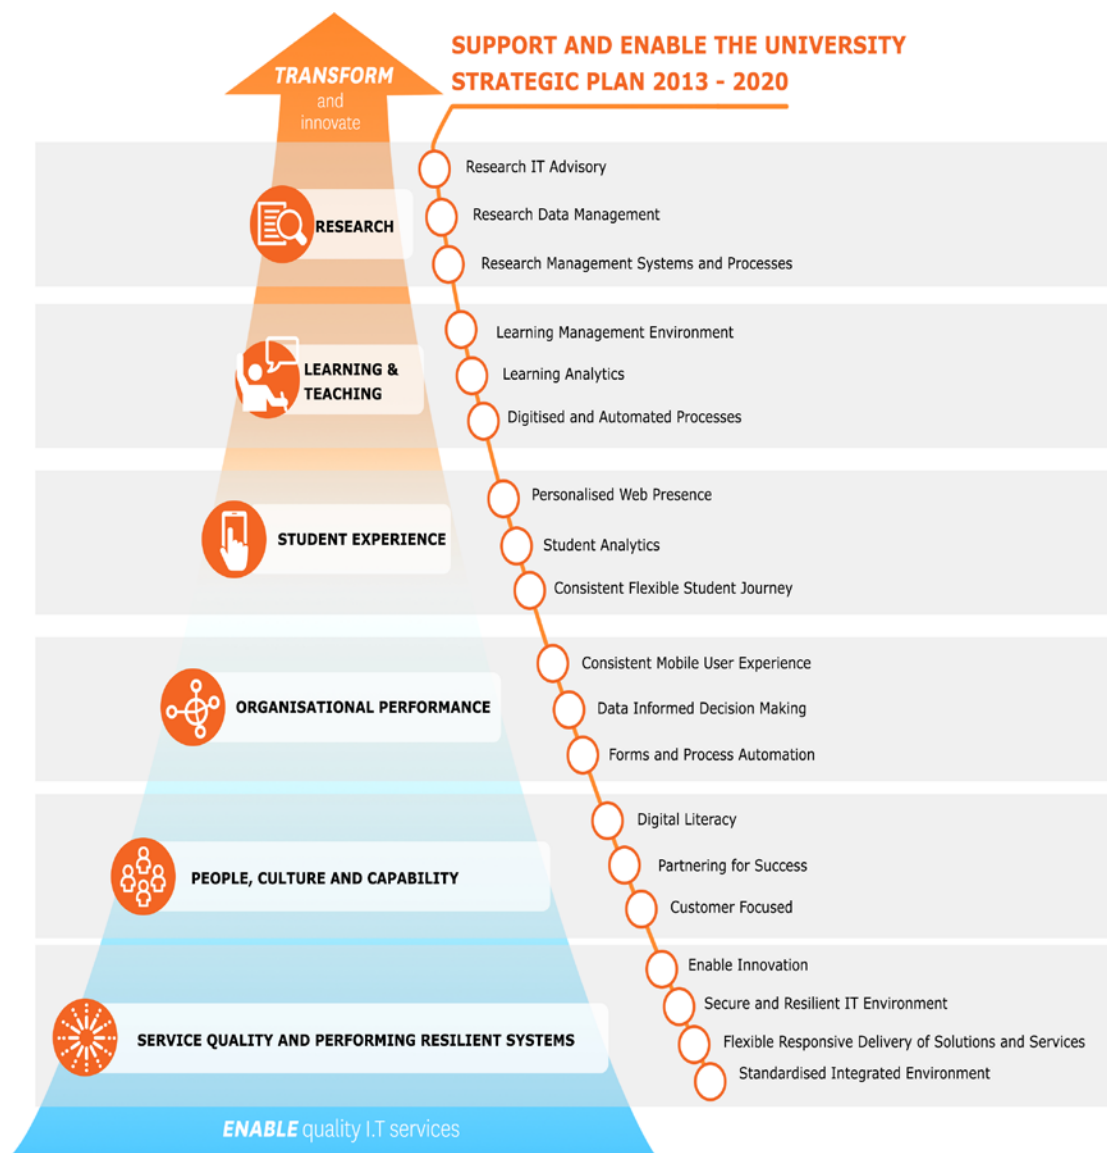 SUPPORT AND ENABLE THE UNIVERSITY
STRATEGIC PLAN 2013 - 2020
TRANSFORM
and
innovate
RESEARCH
Research IT Advisory
Research Data Management
Research Management Systems and Processes
LEARNING &
TEACHING
Learning Management Environment
Learning Analytics
Digitised and Automated Processes
STUDENT EXPERIENCE
Personalised Web Presence
Student Analytics
Consistent Flexible Student Journey
ORGANISATIONAL PERFORMANCE
Consistent Mobile User Experience
Data Informed Decision Making
Forms and Process Automation
PEOPLE, CULTURE AND CAPABILITY
Digital Literacy
Partnering for Success
Customer Focused
SERVICE QUALITY AND PERFORMING RESILIENT SYSTEMS
Enable Innovation
Secure and Resilient IT Environment
Flexible Responsive Delivery of Solutions and Services
Standardised Integrated Environment
ENABLE quality I.T services